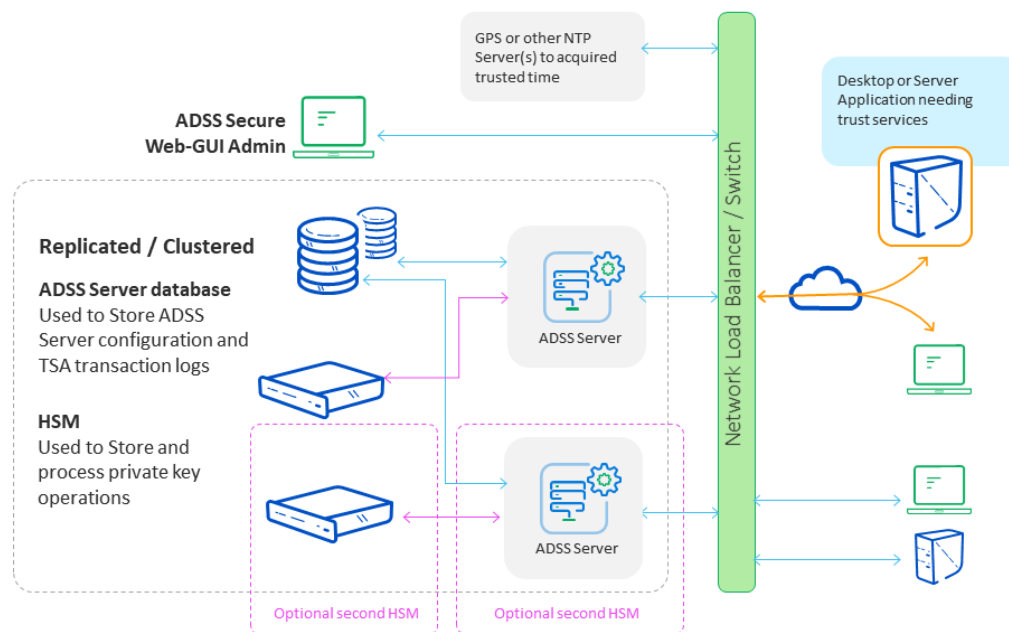 GPS or other NTP
Server(s) to acquired
trusted time
Desktop or Server
Application needing
trust services
ADSS Secure
Web-GUI Admin
Network Load Balancer / Switch
Replicated / Clustered
ADSS Server database
Used to Store ADSS
Server configuration and
TSA transaction logs
ADSS Server
HSM
Used to Store and
process private key
operations
ADSS Server
Optional second HSM
Optional second HSM